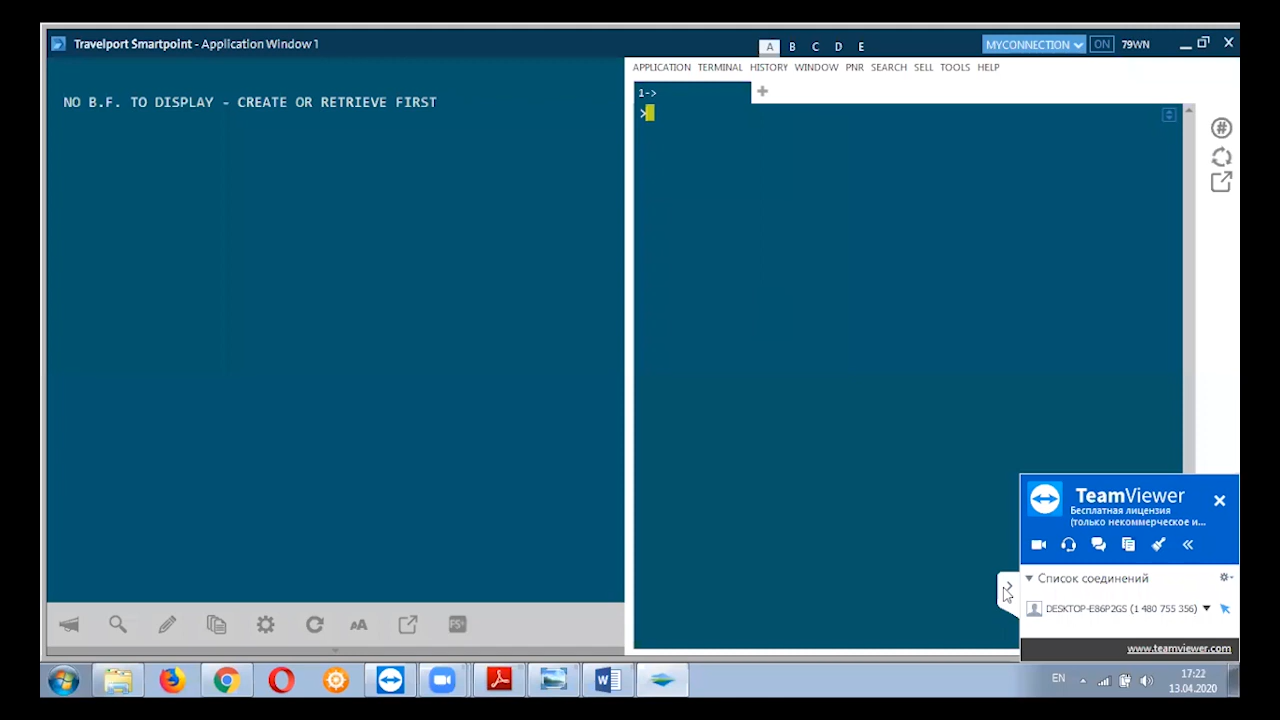 Travelport Smartpoint - Application Window 1
A B C D E
MYCONNECTION ON 79WN
APPLICATION TERMINAL HISTORY WINDOW PNR SEARCH SELL TOOLS HELP
1->
>
NO B.F. TO DISPLAY - CREATE OR RETRIEVE FIRST
TeamViewer
Бесплатная лицензия
(только некоммерческое и...
Список соединений
DESKTOP-E86P2GS (1 480 755 356)
www.teamviewer.com
AA
FS+
EN
17:22
13.04.2020